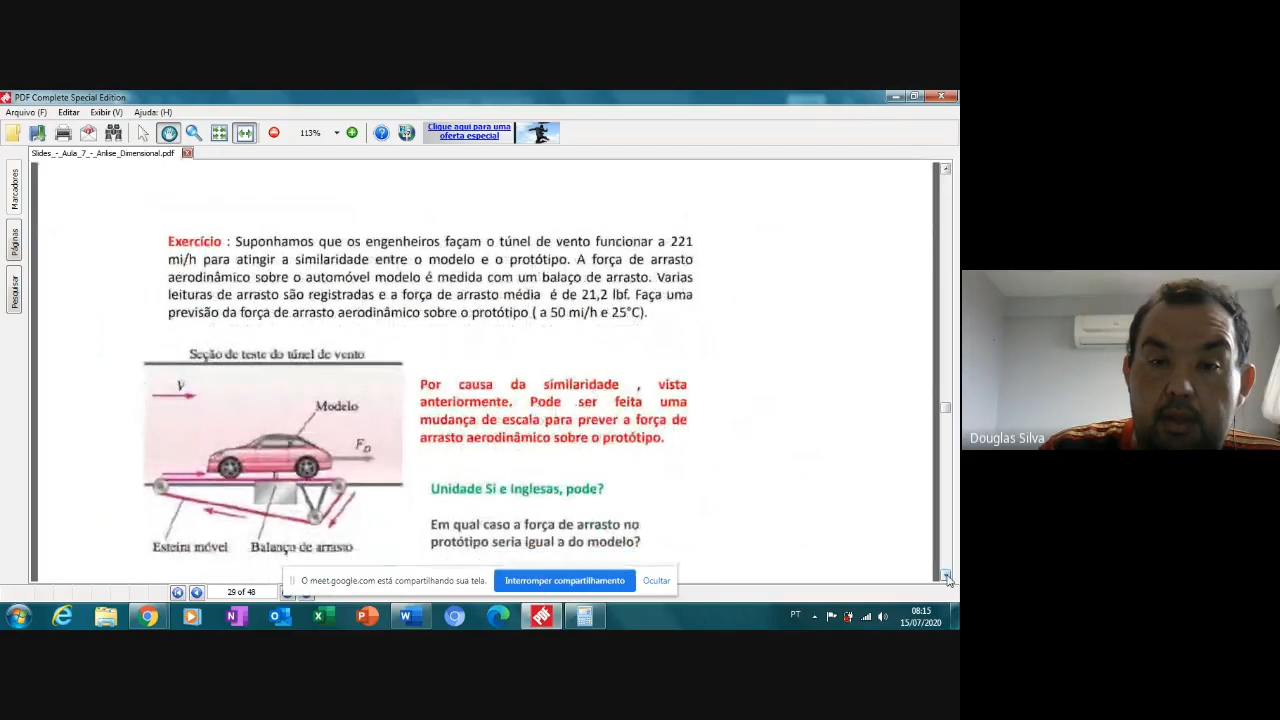 PDF Complete Special Edition
Arquivo (F) Editar Exibir (V) Ajuda: (H)
113%
Clique aqui para uma
oferta especial
Slides_-_Aula_7_-_Anlise_Dimensional.pdf
Marcadores
Páginas
Pesquisar
Exercício : Suponhamos que os engenheiros façam o túnel de vento funcionar a 221
mi/h para atingir a similaridade entre o modelo e o protótipo. A força de arrasto
aerodinâmico sobre o automóvel modelo é medida com um balaço de arrasto. Varias
leituras de arrasto são registradas e a força de arrasto média é de 21,2 lbf. Faça uma
previsão da força de arrasto aerodinâmico sobre o protótipo ( a 50 mi/h e 25°C).
Seção de teste do túnel de vento
V
Modelo
F_D
Esteira móvel
Balança de arrasto
Por causa da similaridade , vista
anteriormente. Pode ser feita uma
mudança de escala para prever a força de
arrasto aerodinâmico sobre o protótipo.
Unidade Si e Inglesas, pode?
Em qual caso a força de arrasto no
protótipo seria igual a do modelo?
O meet.google.com está compartilhando sua tela.
Interromper compartilhamento
Ocultar
29 of 48
PT
08:15
15/07/2020
Douglas Silva